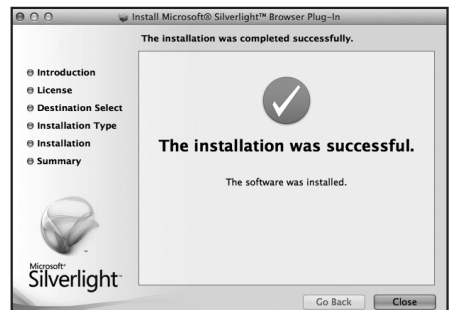 Install Microsoft® Silverlight™ Browser Plug-In
The installation was completed successfully.
Introduction
License
Destination Select
Installation Type
Installation
Summary
The installation was successful.
The software was installed.
Microsoft®
Silverlight™
Go Back
Close